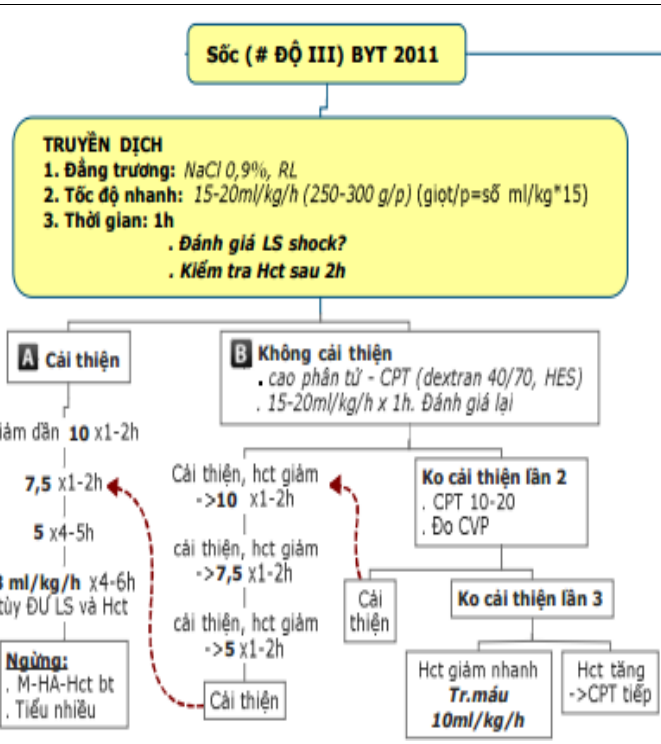 Sốc (# ĐỘ III) BYT 2011
TRUYỀN DỊCH
1. Đẳng trương: NaCl 0,9%, RL
2. Tốc độ nhanh: 15-20ml/kg/h (250-300 g/p) (giọt/p=số ml/kg*15)
3. Thời gian: 1h
. Đánh giá LS shock?
. Kiểm tra Hct sau 2h
A Cải thiện
iảm dần 10 x1-2h
7,5 x1-2h
5 x4-5h
3 ml/kg/h x4-6h
tùy ĐƯ LS và Hct
Ngừng:
. M-HA-Hct bt
. Tiểu nhiều
B Không cải thiện
. cao phân tử - CPT (dextran 40/70, HES)
. 15-20ml/kg/h x 1h. Đánh giá lại
Cải thiện, hct giảm
->10 x1-2h
cải thiện, hct giảm
->7,5 x1-2h
cải thiện, hct giảm
->5 x1-2h
Cải thiện
Ko cải thiện lần 2
. CPT 10-20
. Đo CVP
Cải
thiện
Ko cải thiện lần 3
Hct giảm nhanh
Tr.máu
10ml/kg/h
Hct tăng
->CPT tiếp